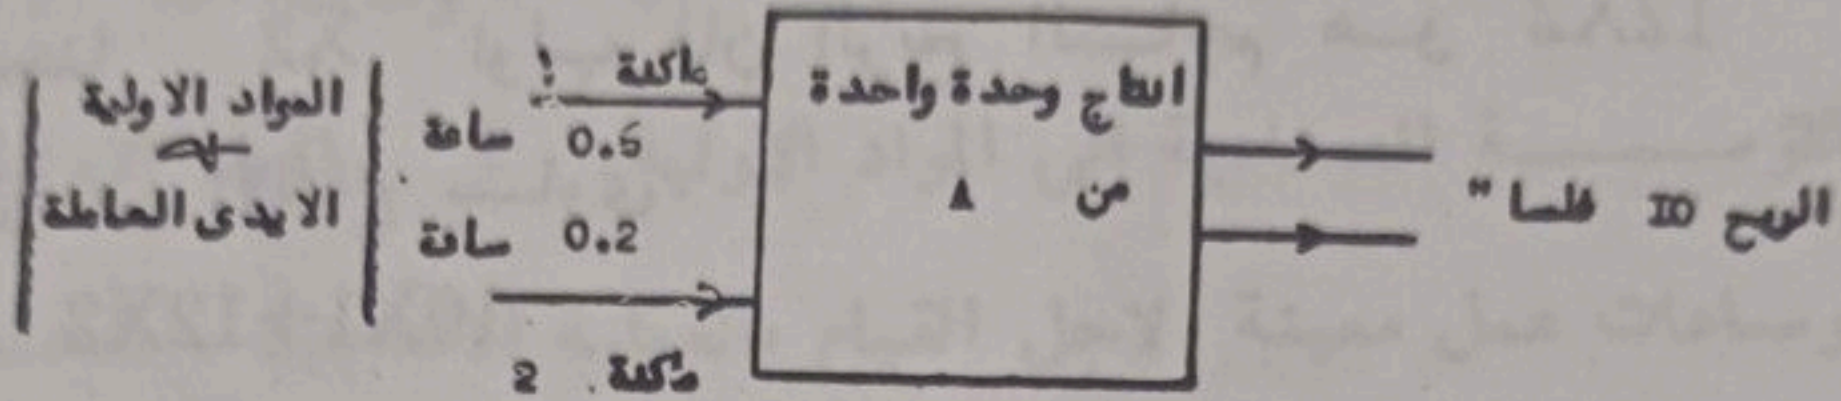 ماكنة 1
المواد الاولية
+
الايدى العاملة
0.5 ساعة
0.2 ساعة
ماكنة 2
انتاج وحدة واحدة
من A
الربح 10 فلسا"